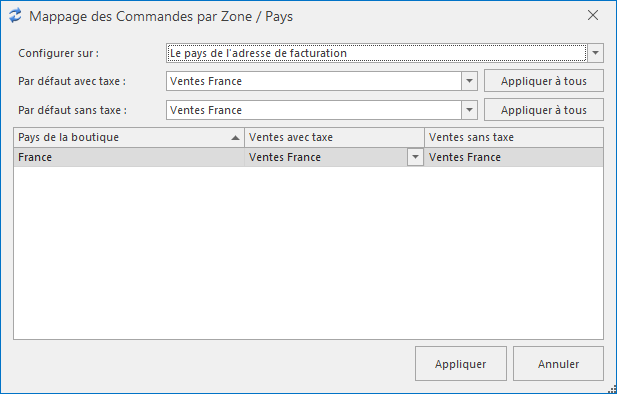 Mappage des Commandes par Zone / Pays
Configurer sur : Le pays de l'adresse de facturation
Par défaut avec taxe : Ventes France Appliquer à tous
Par défaut sans taxe : Ventes France Appliquer à tous
Pays de la boutique Ventes avec taxe Ventes sans taxe
France Ventes France Ventes France
Appliquer Annuler